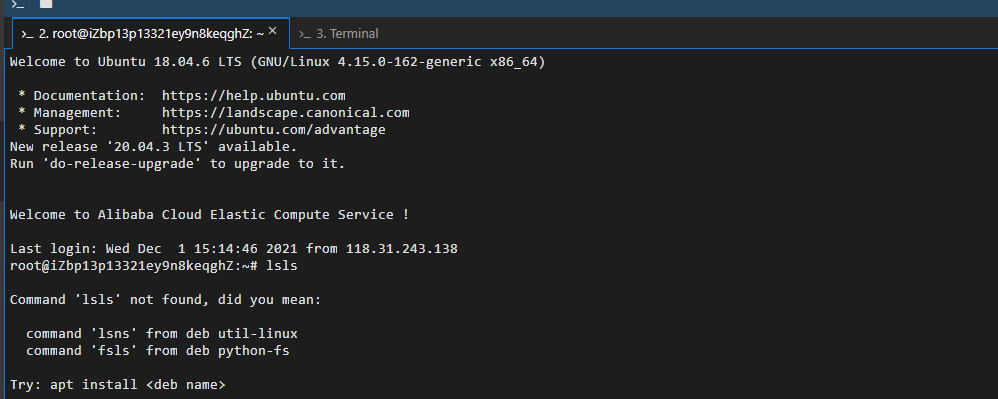 2. root@iZbp13p13321ey9n8keqghZ: ~ ×
3. Terminal
Welcome to Ubuntu 18.04.6 LTS (GNU/Linux 4.15.0-162-generic x86_64)
* Documentation:  https://help.ubuntu.com
* Management:     https://landscape.canonical.com
* Support:        https://ubuntu.com/advantage
New release '20.04.3 LTS' available.
Run 'do-release-upgrade' to upgrade to it.
Welcome to Alibaba Cloud Elastic Compute Service !
Last login: Wed Dec  1 15:14:46 2021 from 118.31.243.138
root@iZbp13p13321ey9n8keqghZ:~# lsls
Command 'lsls' not found, did you mean:
command 'lsns' from deb util-linux
command 'fsls' from deb python-fs
Try: apt install <deb name>